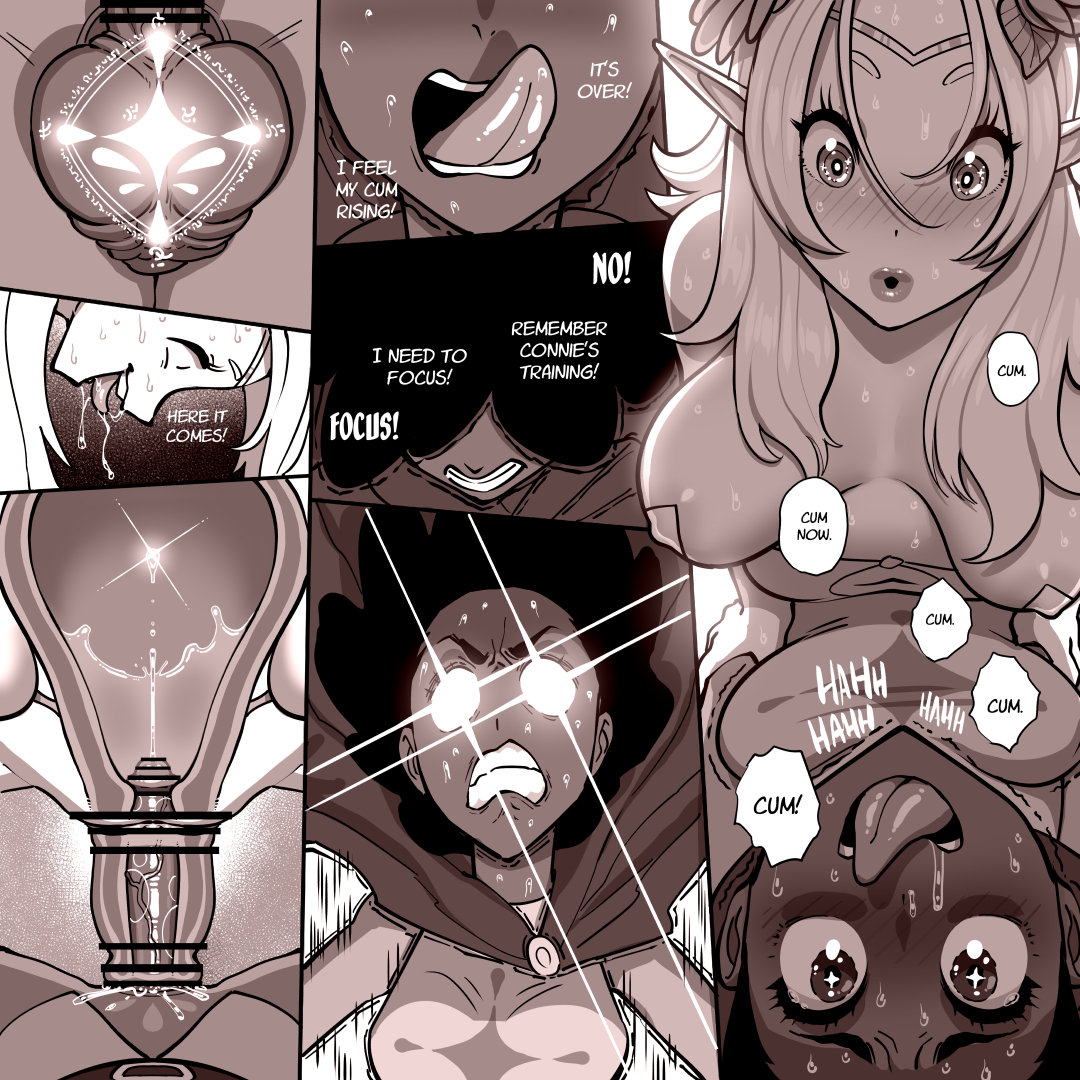 HERE IT
COMES!
IT'S
OVER!
I FEEL
MY CUM
RISING!
NO!
REMEMBER
CONNIE'S
TRAINING!
I NEED TO
FOCUS!
FOCUS!
CUM.
CUM
NOW.
CUM.
CUM.
HAHH
HAHH
HAHH
CUM!